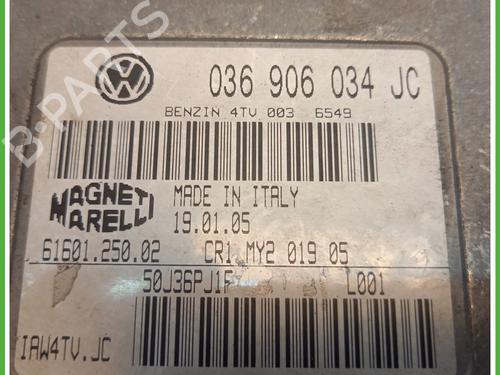 036 906 034 JC
BENZIN 4TV 003 6549
MAGNETI MARELLI
MADE IN ITALY
19.01.05
61601.250.02 CR1 MY2 019 05
50J36PJ1F L001
IAW4TV.JC
B-PARTS